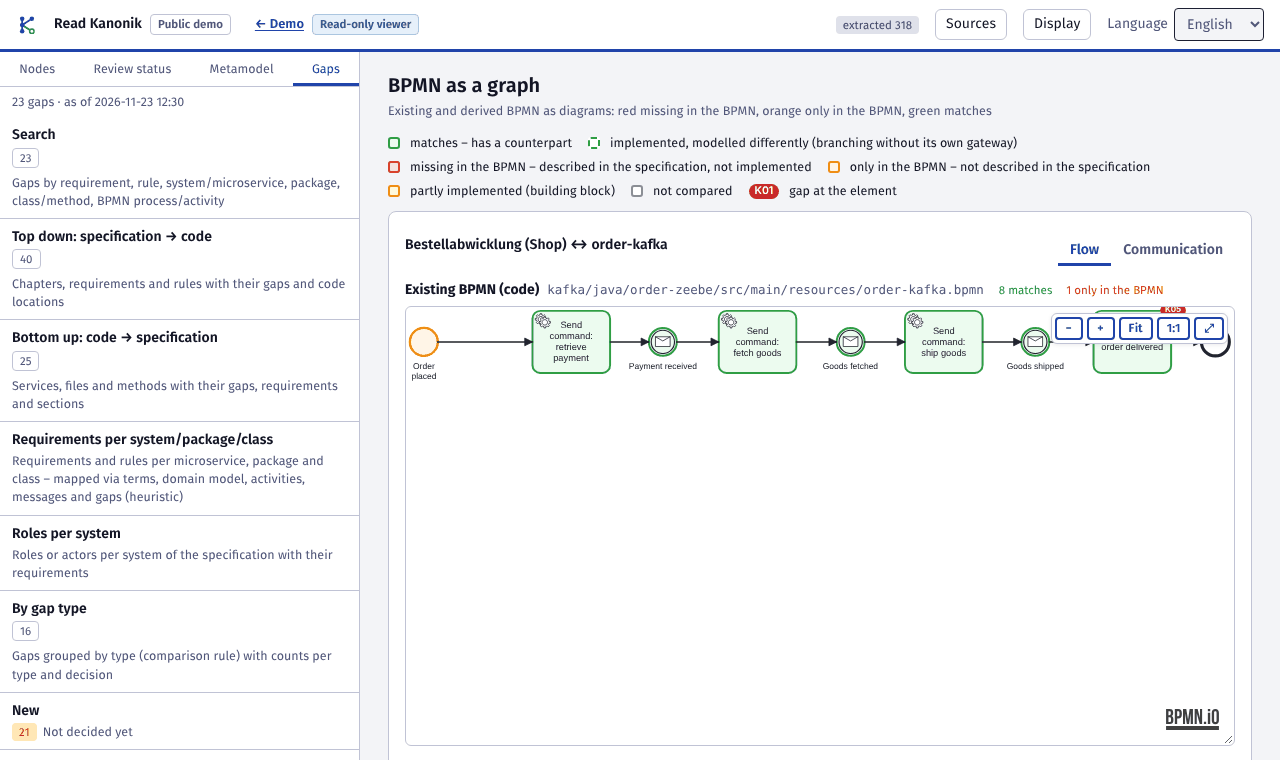 Read Kanonik
Public demo
← Demo
Read-only viewer
extracted 318
Sources
Display
Language
English
Nodes
Review status
Metamodel
Gaps
23 gaps · as of 2026-11-23 12:30
Search
23
Gaps by requirement, rule, system/microservice, package,
class/method, BPMN process/activity
Top down: specification → code
40
Chapters, requirements and rules with their gaps and code
locations
Bottom up: code → specification
25
Services, files and methods with their gaps, requirements
and sections
Requirements per system/package/class
Requirements and rules per microservice, package and
class – mapped via terms, domain model, activities,
messages and gaps (heuristic)
Roles per system
Roles or actors per system of the specification with their
requirements
By gap type
16
Gaps grouped by type (comparison rule) with counts per
type and decision
New
21 Not decided yet
BPMN as a graph
Existing and derived BPMN as diagrams: red missing in the BPMN, orange only in the BPMN, green matches
matches – has a counterpart
implemented, modelled differently (branching without its own gateway)
missing in the BPMN – described in the specification, not implemented
only in the BPMN – not described in the specification
partly implemented (building block)
not compared
K01 gap at the element
Bestellabwicklung (Shop) ↔ order-kafka
Flow
Communication
Existing BPMN (code) kafka/java/order-zeebe/src/main/resources/order-kafka.bpmn 8 matches 1 only in the BPMN
Order
placed
Send
command:
retrieve
payment
Payment received
Send
command:
fetch goods
Goods fetched
Send
command:
ship goods
Goods shipped
K05
order delivered
−
+
Fit
1:1
⤢
BPMN.iO